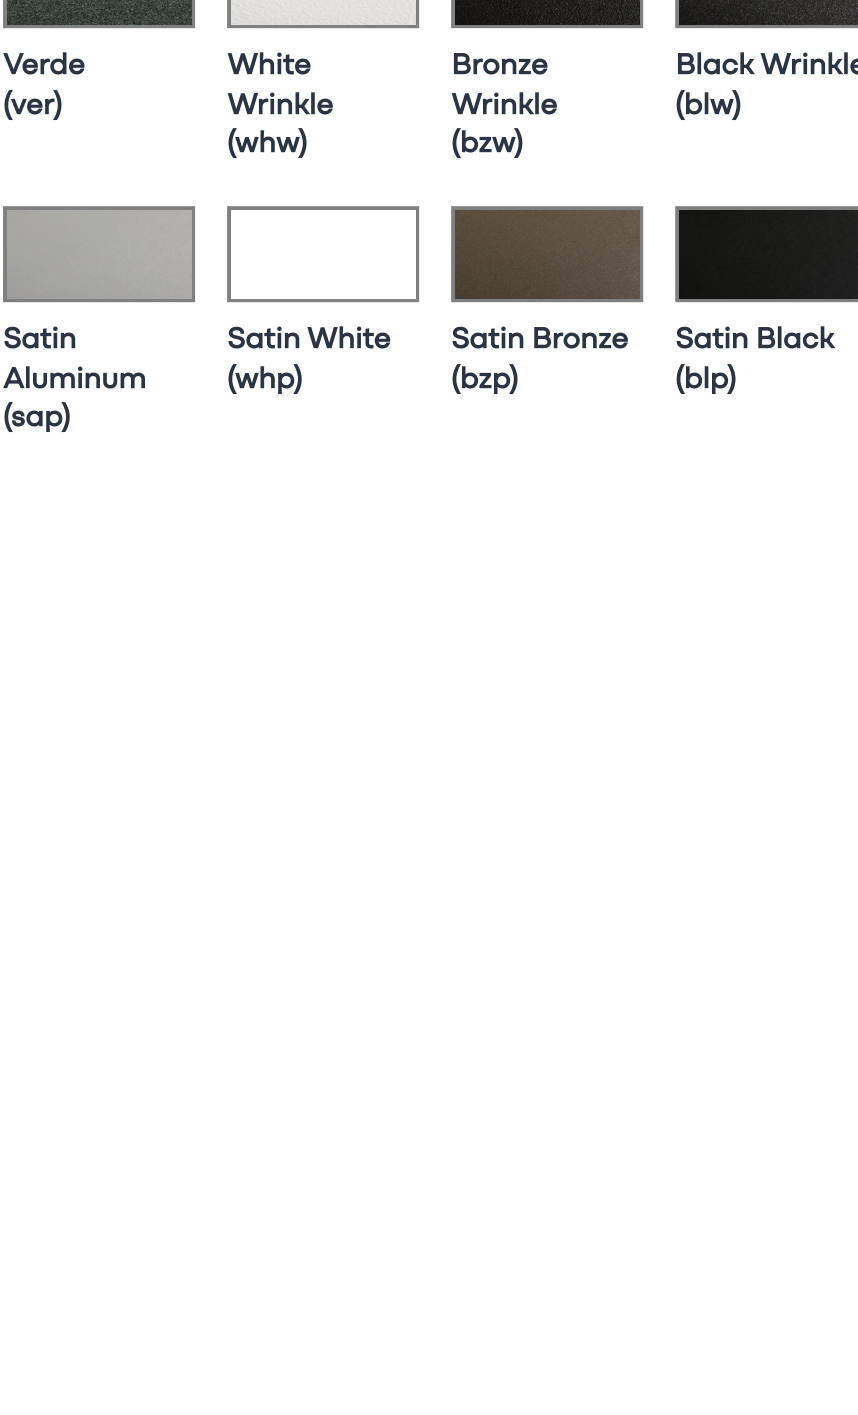 Verde
(ver)
White
Wrinkle
(whw)
Bronze
Wrinkle
(bzw)
Black Wrinkle
(blw)
Satin
Aluminum
(sap)
Satin White
(whp)
Satin Bronze
(bzp)
Satin Black
(blp)